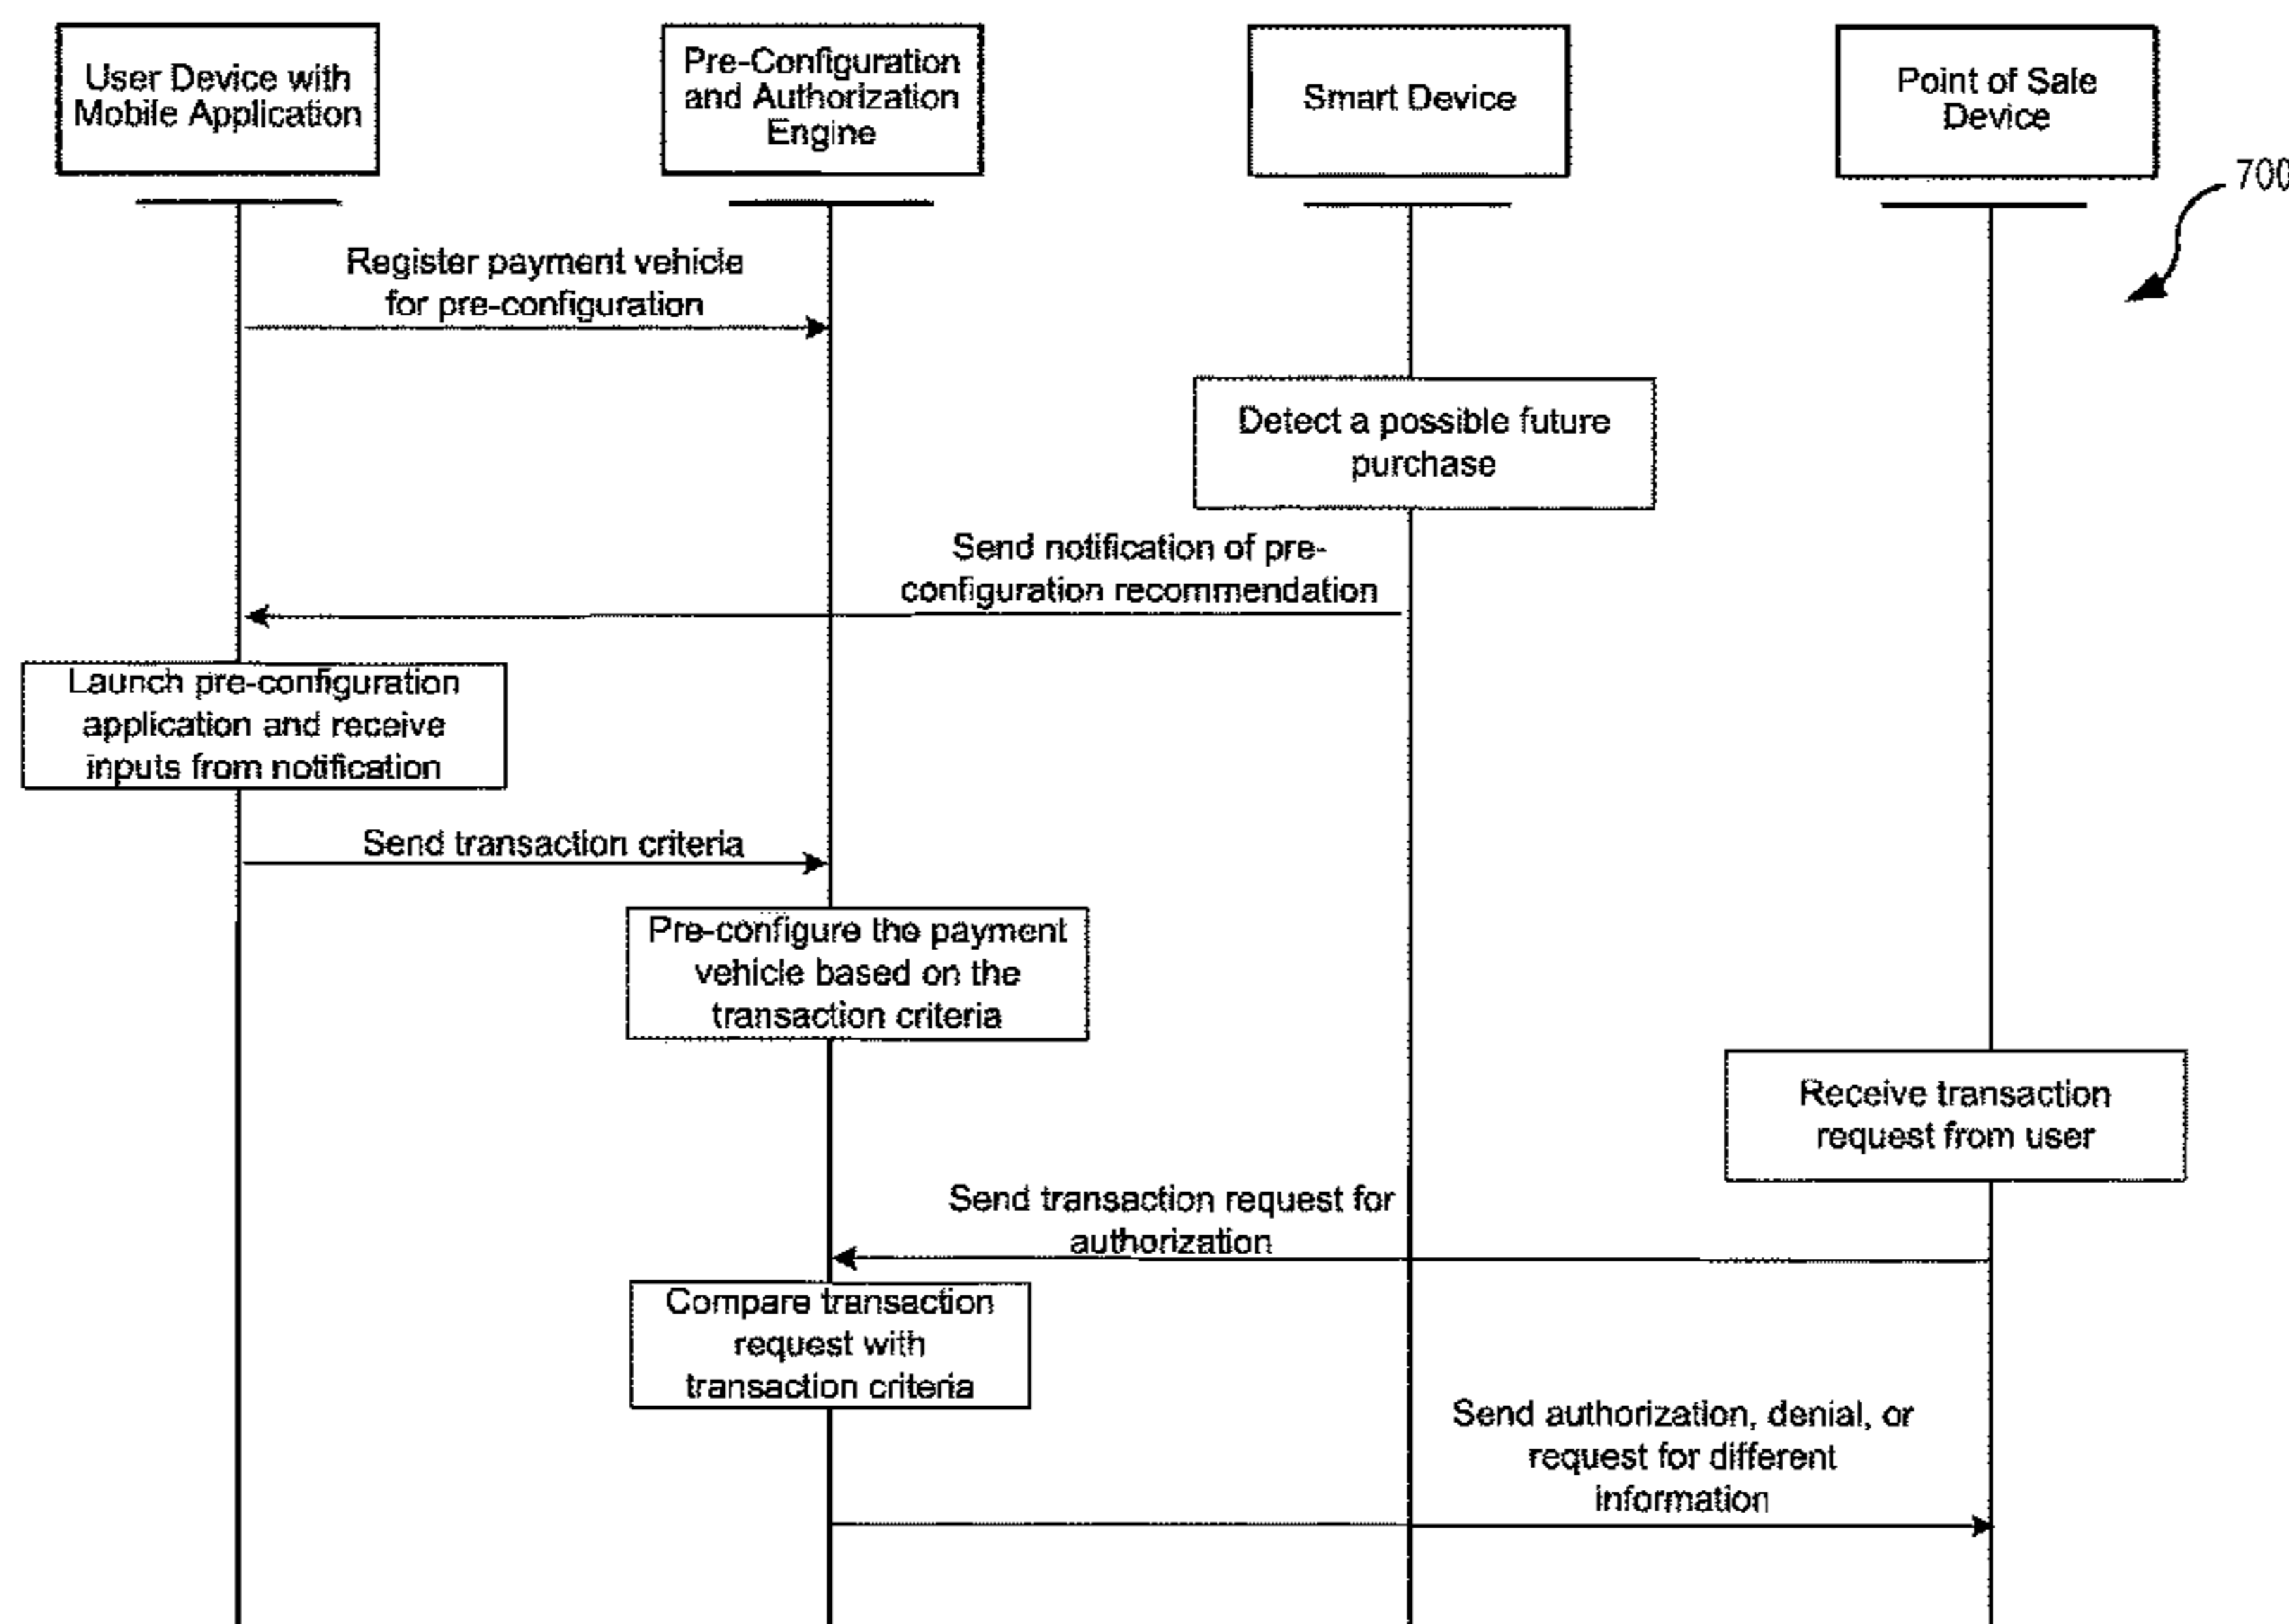 User Device with
Mobile Application
Pre-Configuration
and Authorization
Engine
Smart Device
Point of Sale
Device
700
Register payment vehicle
for pre-configuration
Detect a possible future
purchase
Send notification of pre-
configuration recommendation
Launch pre-configuration
application and receive
inputs from notification
Send transaction criteria
Pre-configure the payment
vehicle based on the
transaction criteria
Receive transaction
request from user
Send transaction request for
authorization
Compare transaction
request with
transaction criteria
Send authorization, denial, or
request for different
information